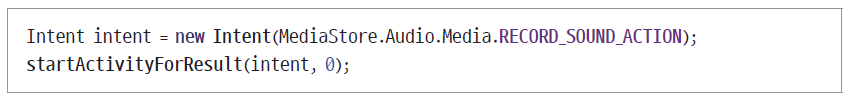 Intent intent = new Intent(MediaStore.Audio.Media.RECORD_SOUND_ACTION);
startActivityForResult(intent, 0);